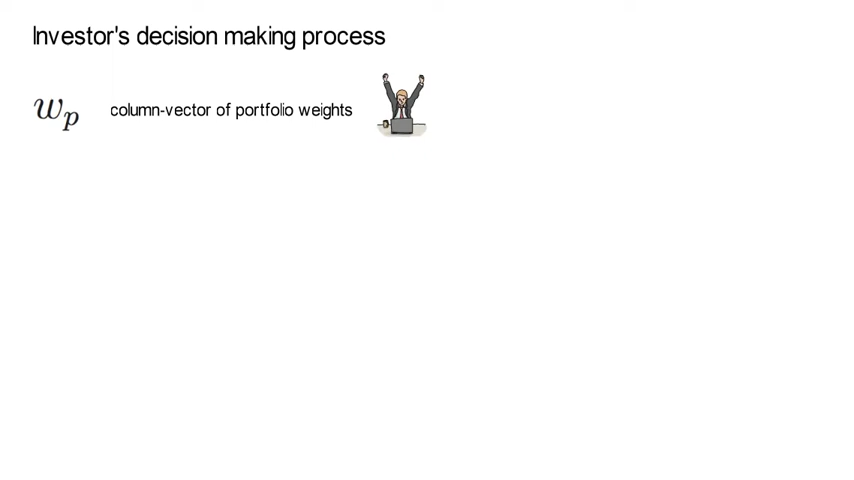 Investor's decision making process
w_p column-vector of portfolio weights